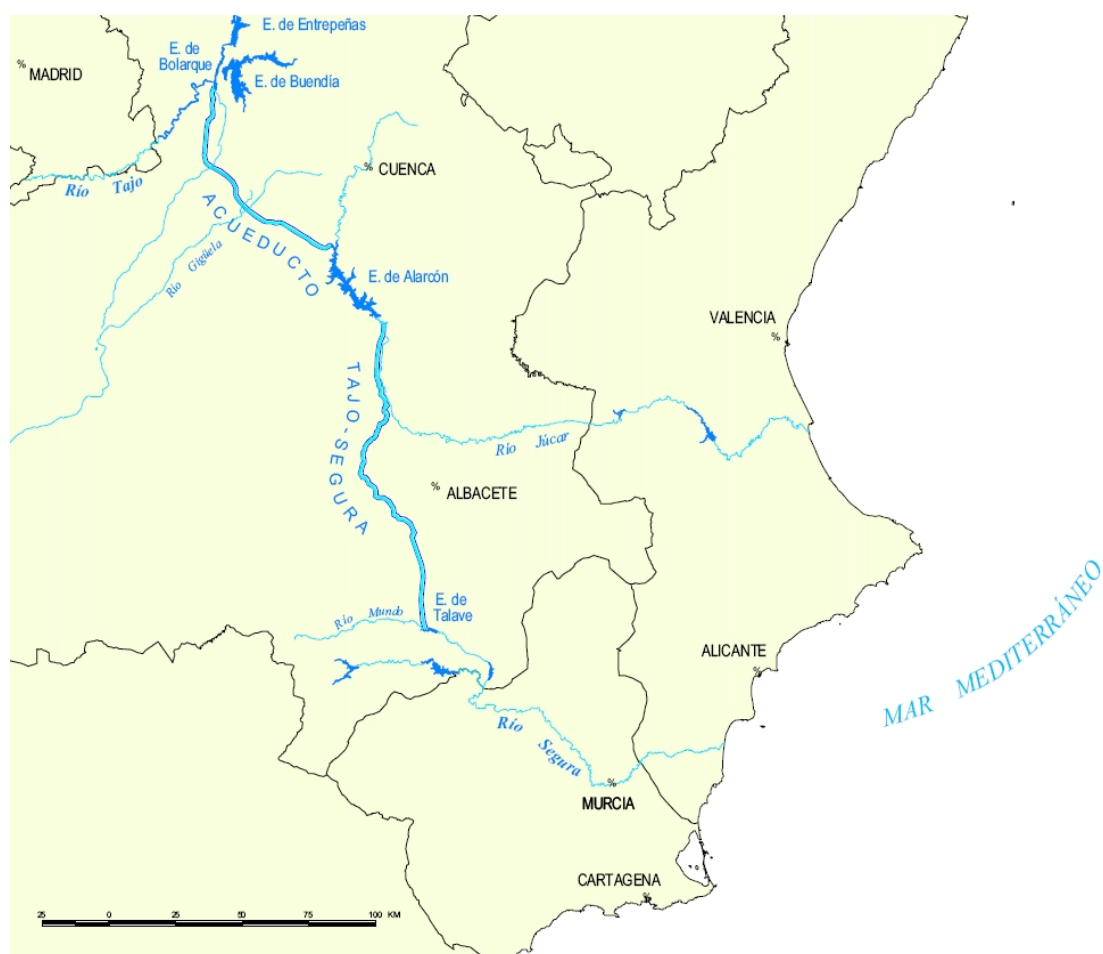 E. de Entrepeñas
E. de
Bolarque
% MADRID
E. de Buendía
% CUENCA
Río Tajo
ACUEDUCTO
Río Gigüela
E. de Alarcón
VALENCIA
%
TAJO-SEGURA
Río Júcar
% ALBACETE
E. de
Talave
Río Mundo
ALICANTE
%
MAR MEDITERRÁNEO
Río Segura
%
MURCIA
CARTAGENA
%
25 0 25 50 75 100 KM